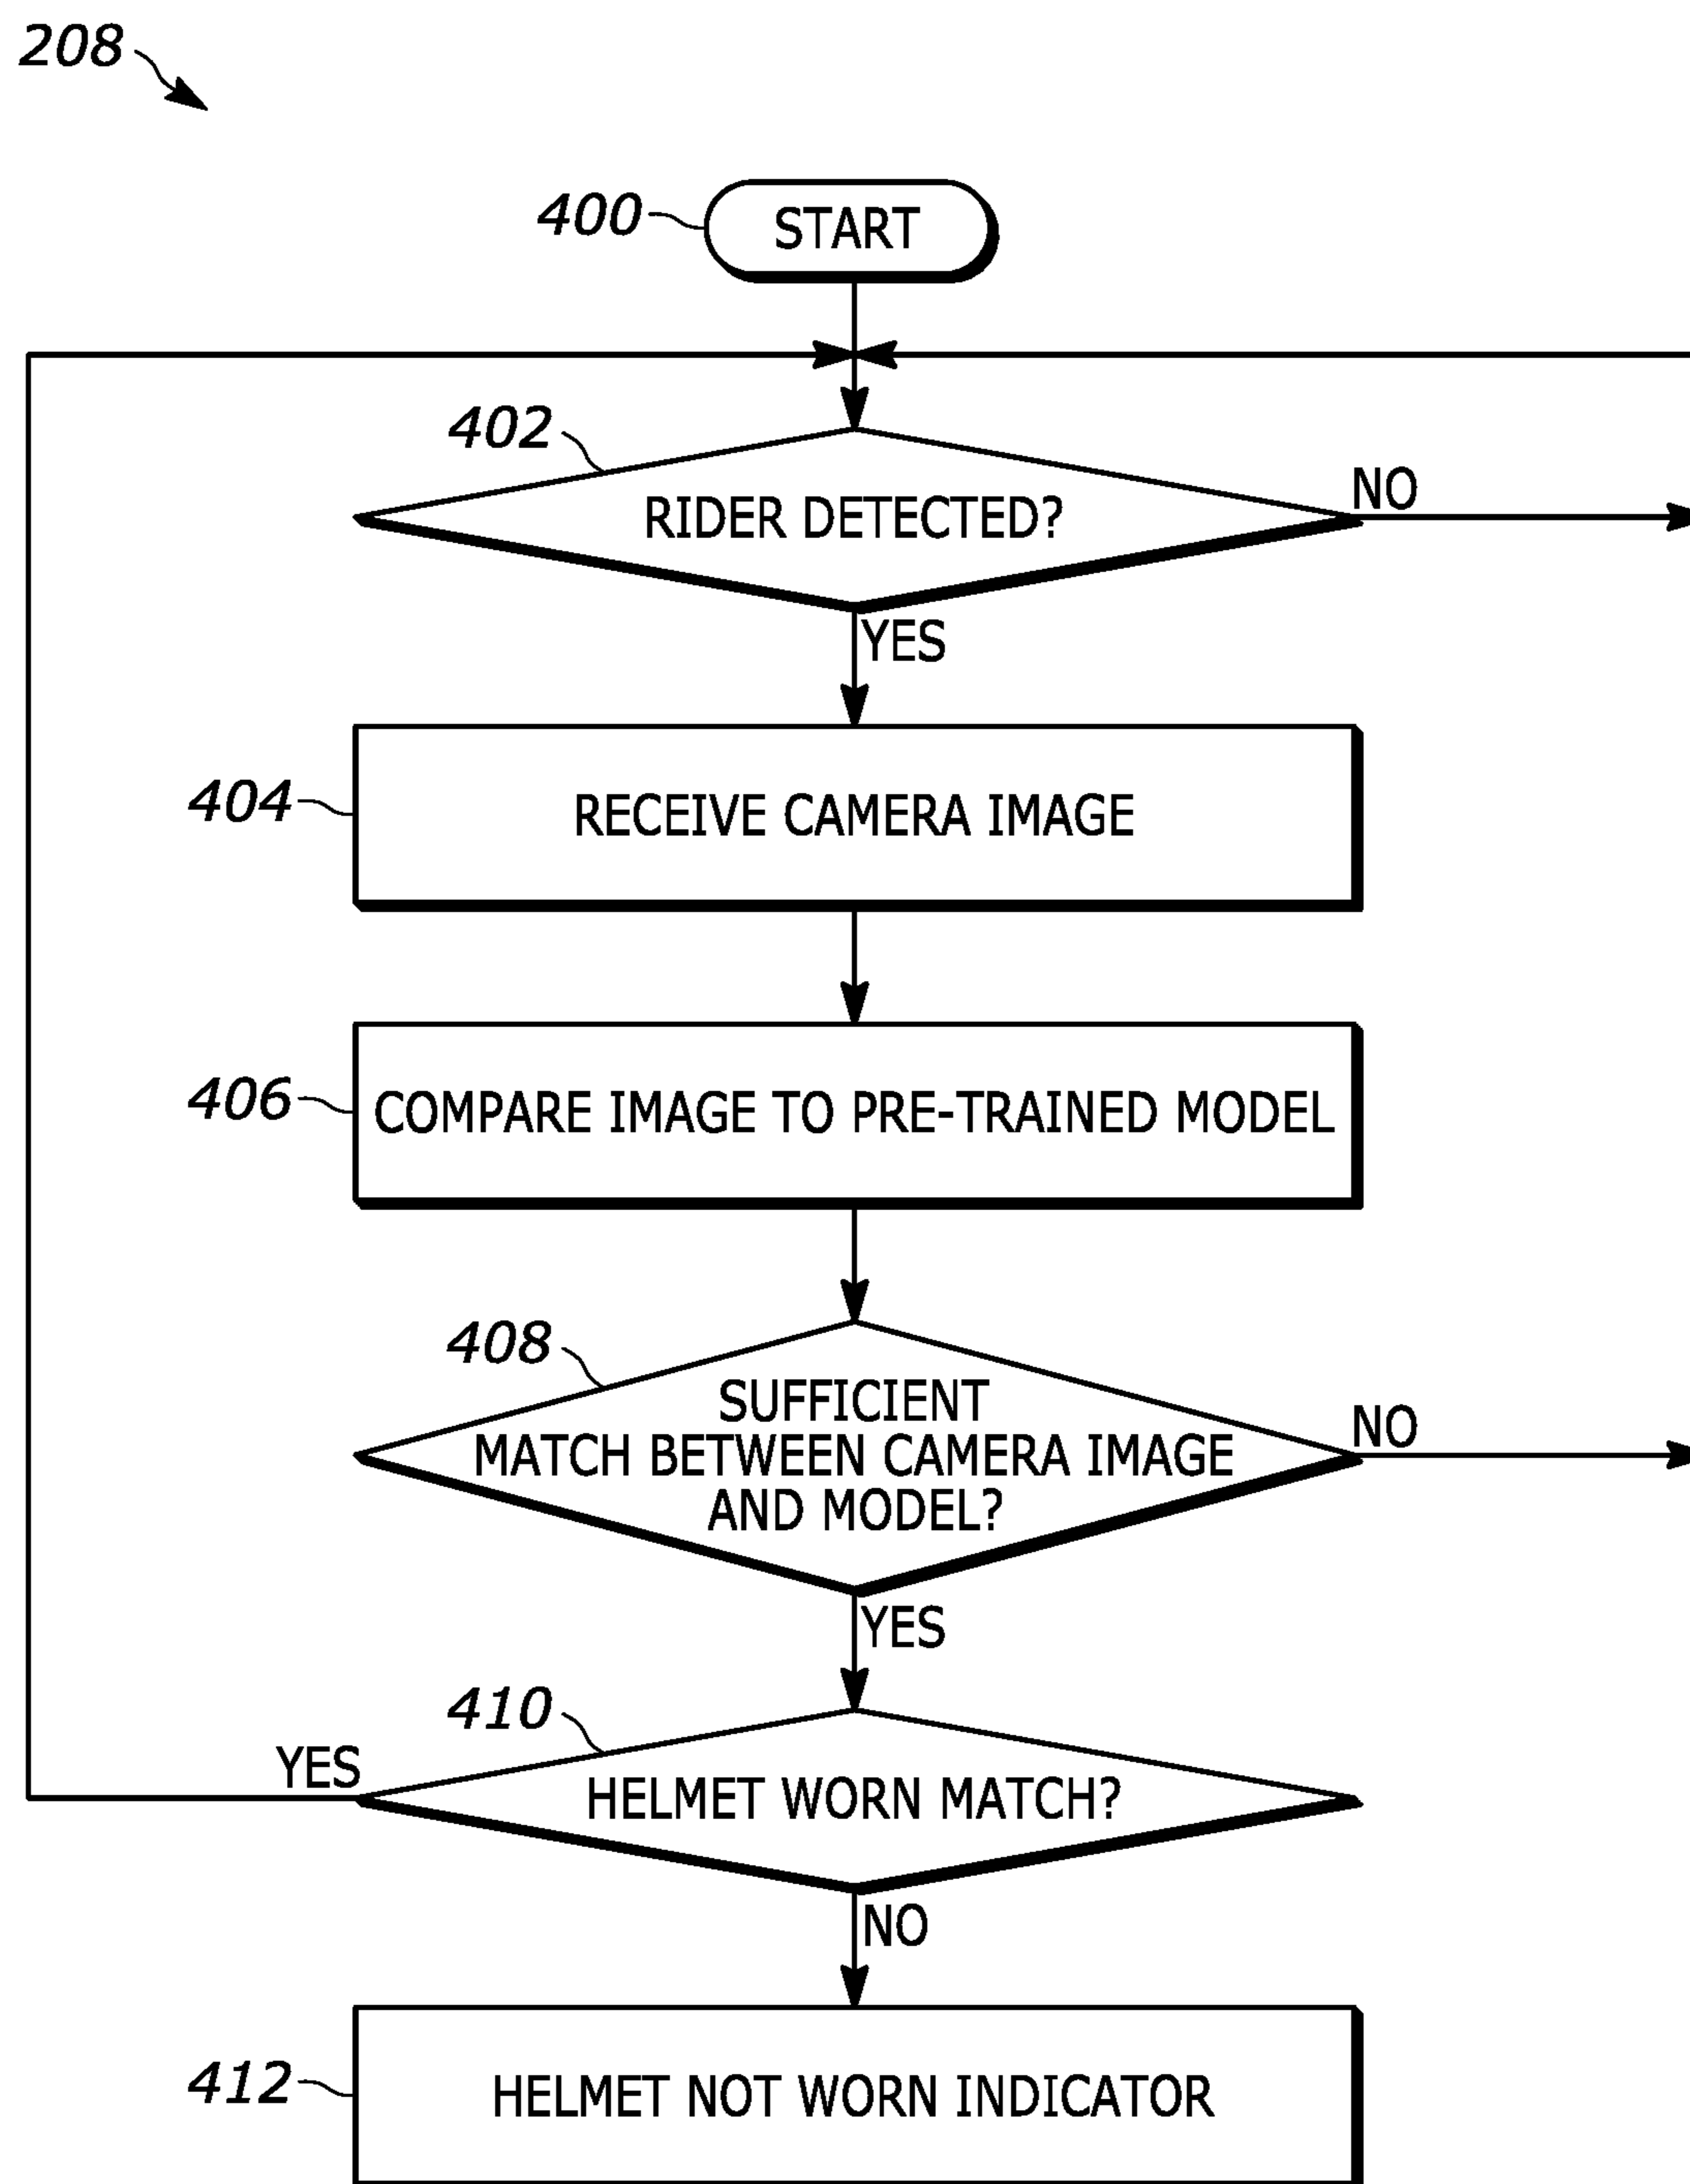 208
400
START
402
RIDER DETECTED?
NO
YES
404
RECEIVE CAMERA IMAGE
406
COMPARE IMAGE TO PRE-TRAINED MODEL
408
SUFFICIENT
MATCH BETWEEN CAMERA IMAGE
AND MODEL?
NO
YES
410
YES
HELMET WORN MATCH?
NO
412
HELMET NOT WORN INDICATOR